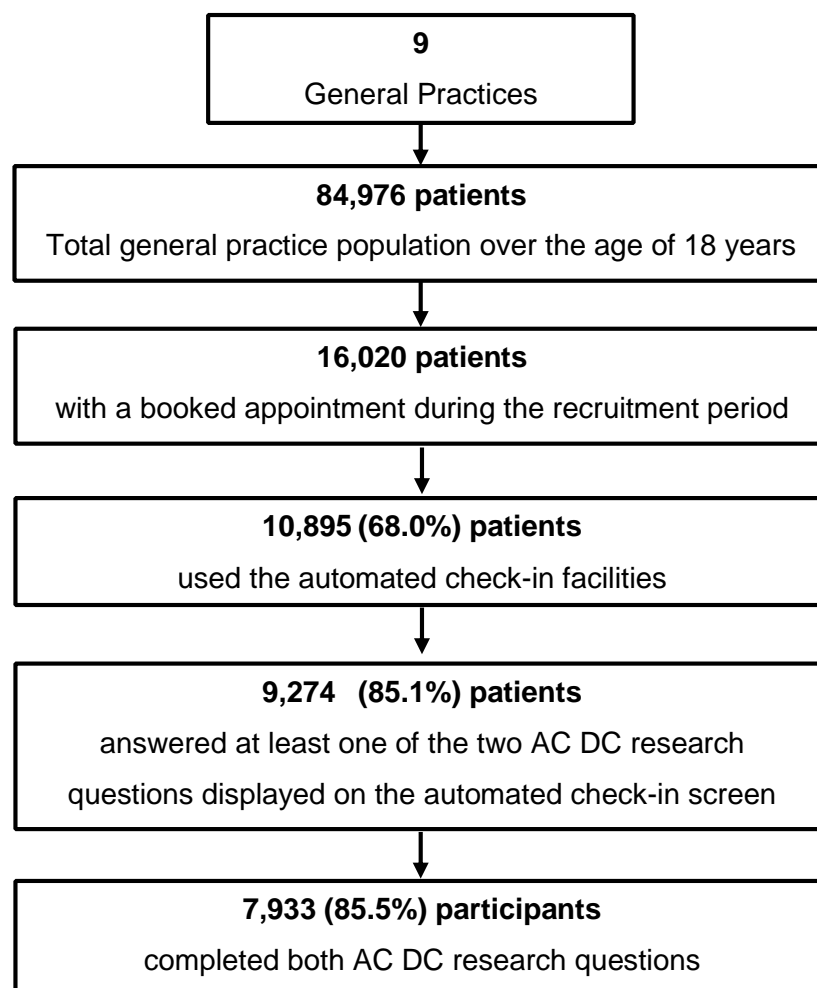 9
General Practices
84,976 patients
Total general practice population over the age of 18 years
16,020 patients
with a booked appointment during the recruitment period
10,895 (68.0%) patients
used the automated check-in facilities
9,274 (85.1%) patients
answered at least one of the two AC DC research
questions displayed on the automated check-in screen
7,933 (85.5%) participants
completed both AC DC research questions